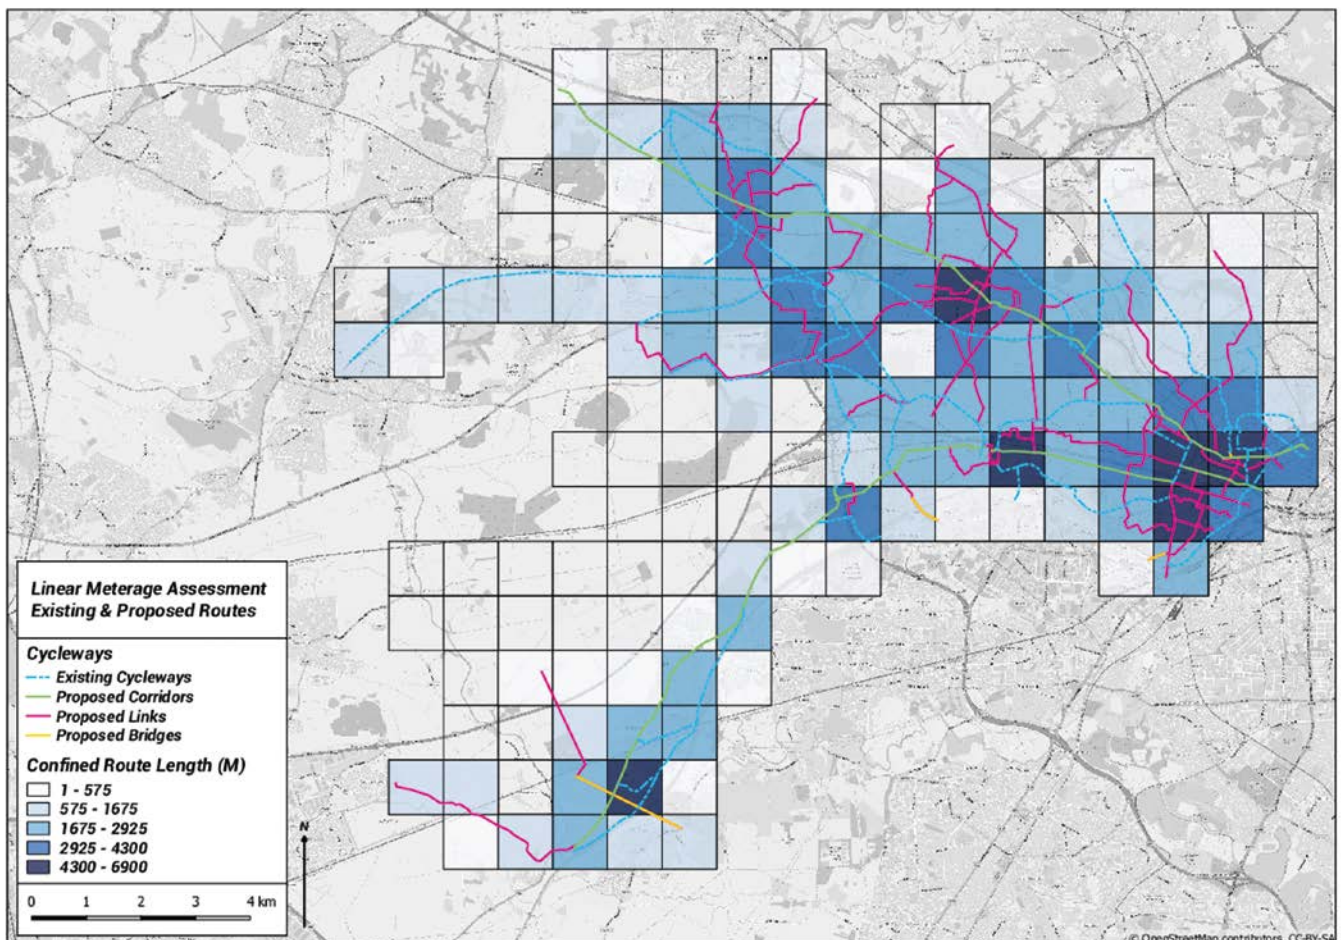 Linear Meterage Assessment
Existing & Proposed Routes
Cycleways
Existing Cycleways
Proposed Corridors
Proposed Links
Proposed Bridges
Confined Route Length (M)
1 - 575
575 - 1675
1675 - 2925
2925 - 4300
4300 - 6900
N
0 1 2 3 4 km
© OpenStreetMap contributors, CC-BY-SA